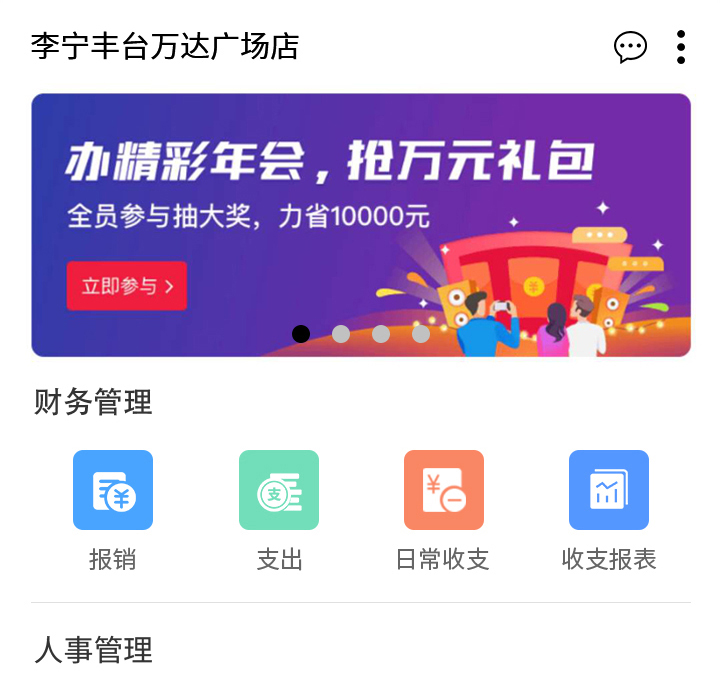 李宁丰台万达广场店
办精彩年会，抢万元礼包
全员参与抽大奖，力省10000元
立即参与 >
财务管理
支
报销 支出 日常收支 收支报表
人事管理